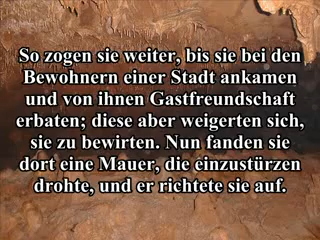 So zogen sie weiter, bis sie bei den
Bewohnern einer Stadt ankamen
und von ihnen Gastfreundschaft
erbaten; diese aber weigerten sich,
sie zu bewirten. Nun fanden sie
dort eine Mauer, die einzustürzen
drohte, und er richtete sie auf.